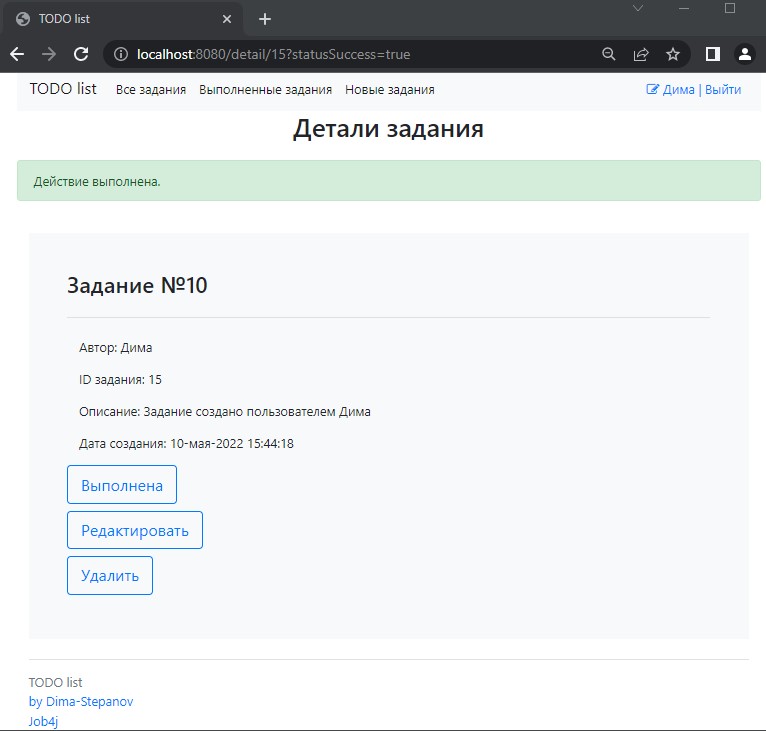 TODO list
localhost:8080/detail/15?statusSuccess=true
TODO list Все задания Выполненные задания Новые задания Дима | Выйти
Детали задания
Действие выполнена.
Задание №10
Автор: Дима
ID задания: 15
Описание: Задание создано пользователем Дима
Дата создания: 10-мая-2022 15:44:18
Выполнена
Редактировать
Удалить
TODO list
by Dima-Stepanov
Job4j